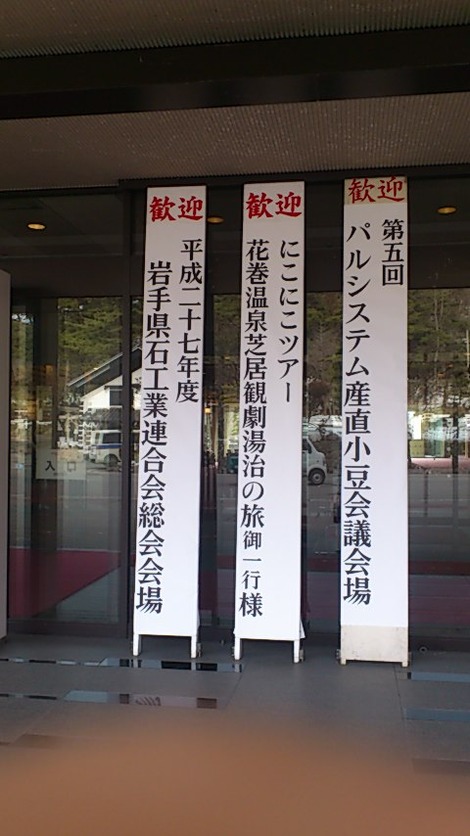 歓迎
第五回
パルシステム産直小豆会議会場
歓迎
にこにこツアー
花巻温泉芝居観劇湯治の旅御一行様
歓迎
平成二十七年度
岩手県石工業連合会総会会場
入口